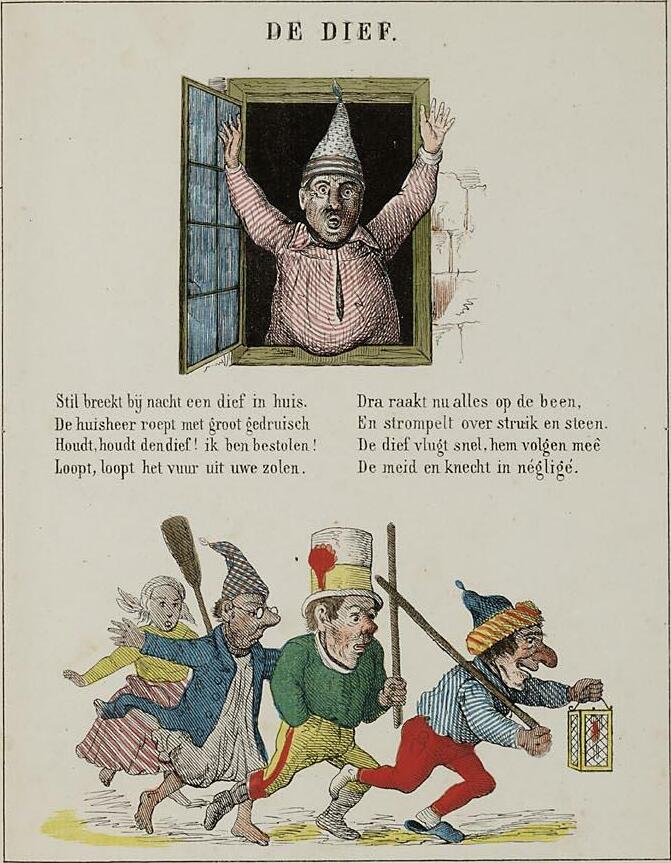 DE DIEF.
Stil breekt bij nacht een dief in huis.
De huisheer roept met groot gedruisch
Houdt, houdt den dief! ik ben bestolen!
Loopt, loopt het vuur uit uwe zolen.
Dra raakt nu alles op de been,
En strompelt over struik en steen.
De dief vlugt snel, hem volgen meê
De meid en knecht in négligé.